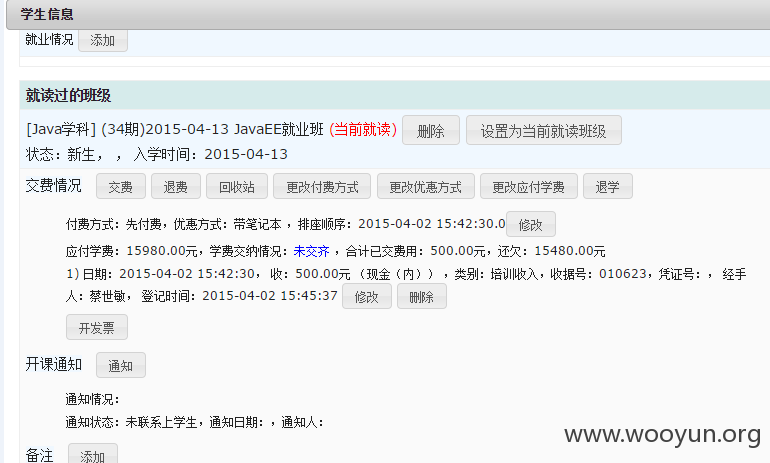 学生信息
就业情况 添加
就读过的班级
[Java学科] (34期)2015-04-13 JavaEE就业班 (当前就读) 删除 设置为当前就读班级
状态：新生， ， 入学时间：2015-04-13
交费情况 交费 退费 回收站 更改付费方式 更改优惠方式 更改应付学费 退学
付费方式：先付费，优惠方式：带笔记本 ，排座顺序：2015-04-02 15:42:30.0 修改
应付学费：15980.00元，学费交纳情况：未交齐 ，合计已交费用：500.00元，还欠：15480.00元
1) 日期：2015-04-02 15:42:30， 收：500.00元 （现金（内）） ，类别：培训收入，收据号：010623，凭证号：， 经手
人：蔡世敏， 登记时间：2015-04-02 15:45:37 修改 删除
开发票
开课通知 通知
通知情况：
通知状态：未联系上学生，通知日期：，通知人：
备注 添加
www.wooyun.org